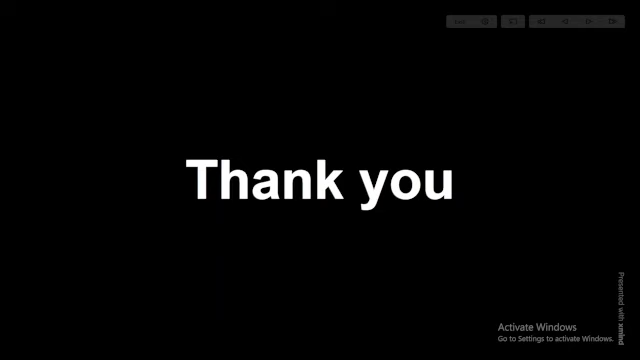 Thank you
Presented with xmind
Activate Windows
Go to Settings to activate Windows.